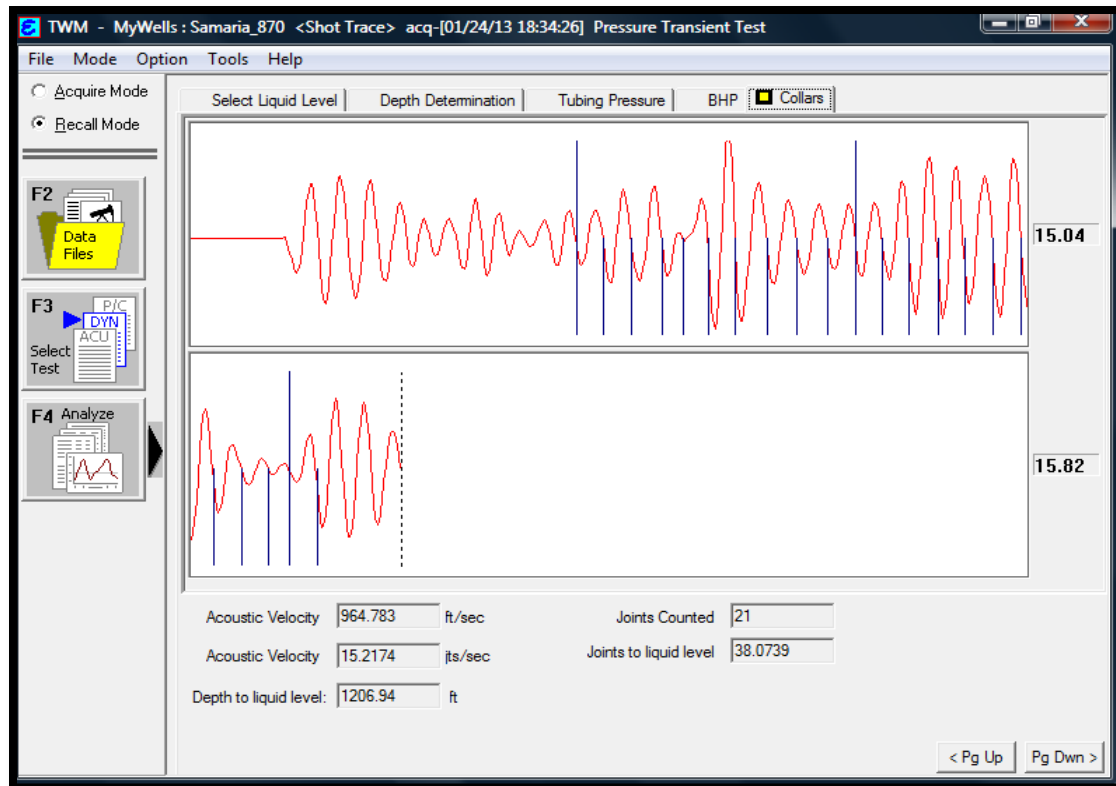 TWM - MyWells : Samaria_870 <Shot Trace> acq-[01/24/13 18:34:26] Pressure Transient Test
File Mode Option Tools Help
Acquire Mode
Recall Mode
Select Liquid Level
Depth Determination
Tubing Pressure
BHP
Collars
F2
Data
Files
F3
P/C
DYN
ACU
Select
Test
F4 Analyze
15.04
15.82
Acoustic Velocity 964.783 ft/sec
Joints Counted 21
Acoustic Velocity 15.2174 jts/sec
Joints to liquid level 38.0739
Depth to liquid level: 1206.94 ft
< Pg Up
Pg Dwn >